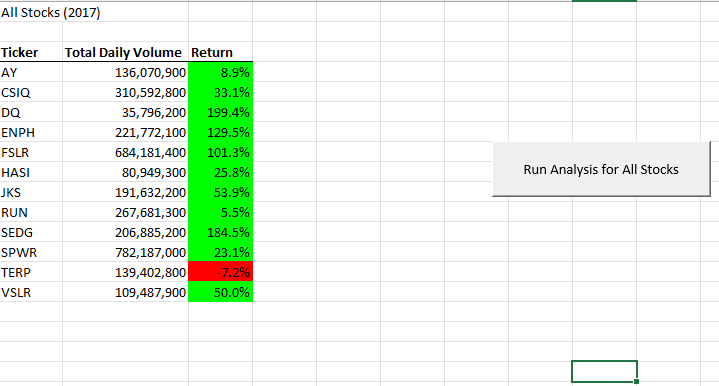 All Stocks (2017)
Ticker Total Daily Volume Return
AY 136,070,900 8.9%
CSIQ 310,592,800 33.1%
DQ 35,796,200 199.4%
ENPH 221,772,100 129.5%
FSLR 684,181,400 101.3%
HASI 80,949,300 25.8%
JKS 191,632,200 53.9%
RUN 267,681,300 5.5%
SEDG 206,885,200 184.5%
SPWR 782,187,000 23.1%
TERP 139,402,800 -7.2%
VSLR 109,487,900 50.0%
Run Analysis for All Stocks